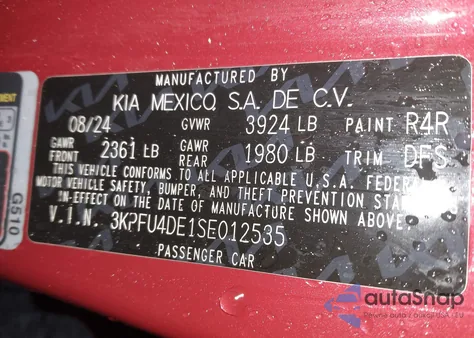 MANUFACTURED BY
KIA MEXICO, S.A. DE C.V.
08/24 GVWR 3924 LB PAINT R4R
GAWR FRONT 2361 LB GAWR REAR 1980 LB TRIM DFS
THIS VEHICLE CONFORMS TO ALL APPLICABLE U.S.A. FEDERAL
MOTOR VEHICLE SAFETY, BUMPER, AND THEFT PREVENTION
IN EFFECT ON THE DATE OF MANUFACTURE SHOWN ABOVE.
V.I.N. 3KPFU4DE1SE012535
PASSENGER CAR
G510
autoSnap